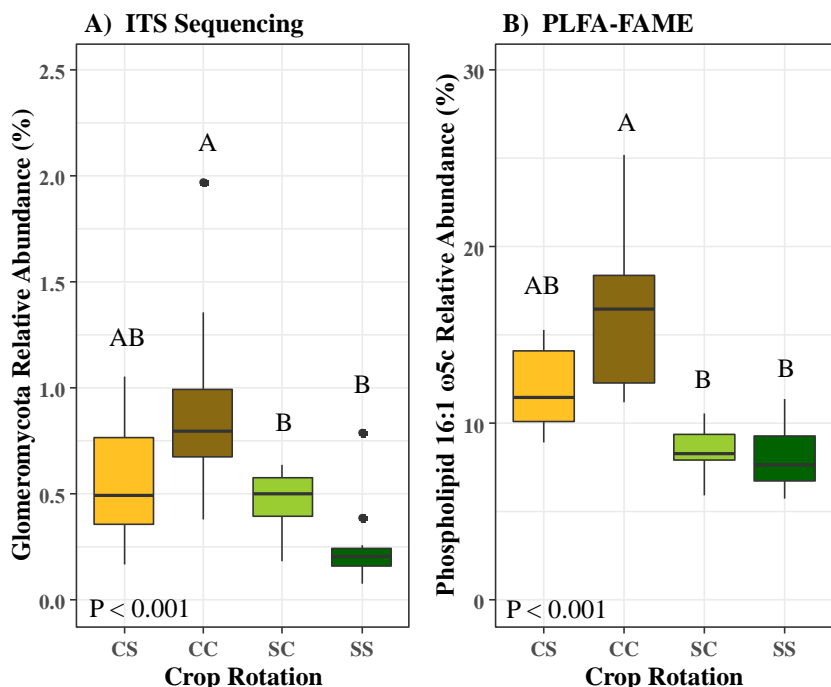 A) ITS Sequencing
Glomeromycota Relative Abundance (%)
2.5
2.0
1.5
1.0
0.5
0.0
A
AB
B
B
P < 0.001
CS CC SC SS
Crop Rotation
B) PLFA-FAME
Phospholipid 16:1 ω5c Relative Abundance (%)
30
20
10
0
A
AB
B
B
P < 0.001
CS CC SC SS
Crop Rotation